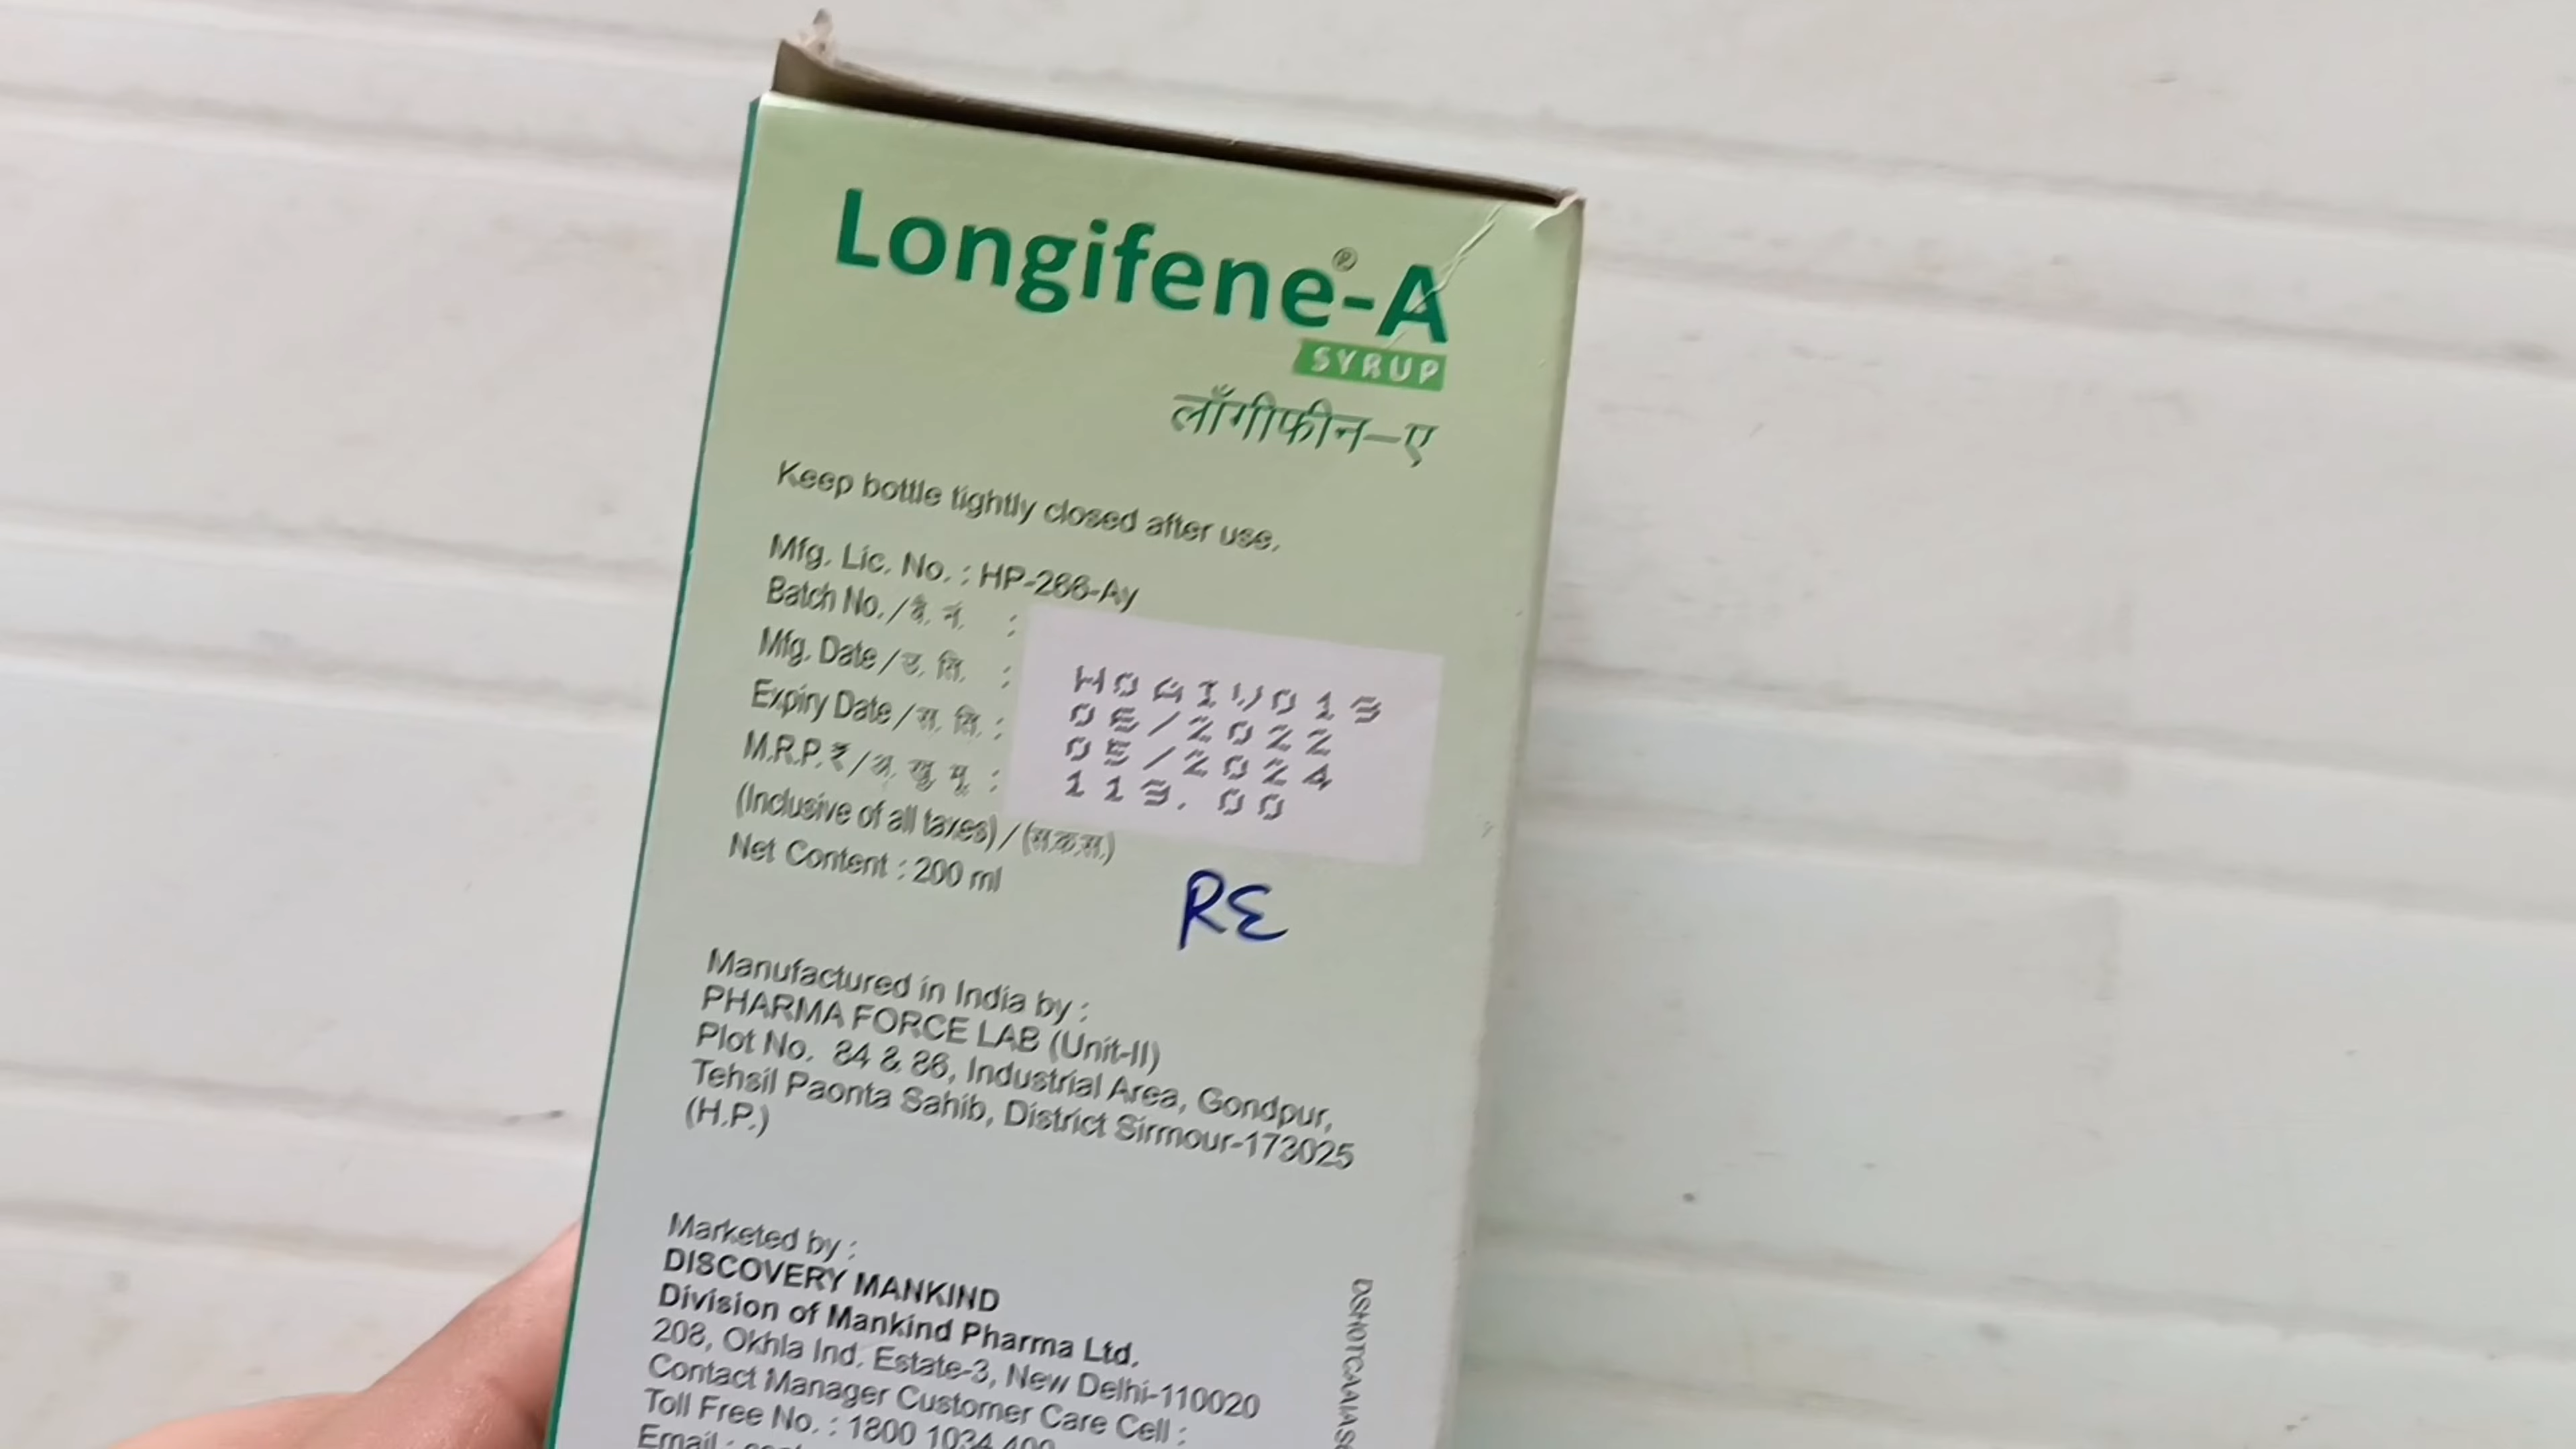 Longifene®-A
SYRUP
लाँगीफीन–ए
Keep bottle tightly closed after use.
Mfg. Lic. No. : HP-266-Ay
Batch No. / बै. नं. :
Mfg. Date / उ. ति. : 05/2022
Expiry Date / स. ति. : 05/2024
M.R.P. ₹ / अ. खु. मू. : 113.00
(Inclusive of all taxes) / (स.क.स.)
Net Content : 200 ml
RE
Manufactured in India by :
PHARMA FORCE LAB (Unit-II)
Plot No. 84 & 86, Industrial Area, Gondpur,
Tehsil Paonta Sahib, District Sirmour-173025
(H.P.)
Marketed by :
DISCOVERY MANKIND
Division of Mankind Pharma Ltd.
208, Okhla Ind. Estate-3, New Delhi-110020
Contact Manager Customer Care Cell :
Toll Free No. : 1800 1034 400
Email :